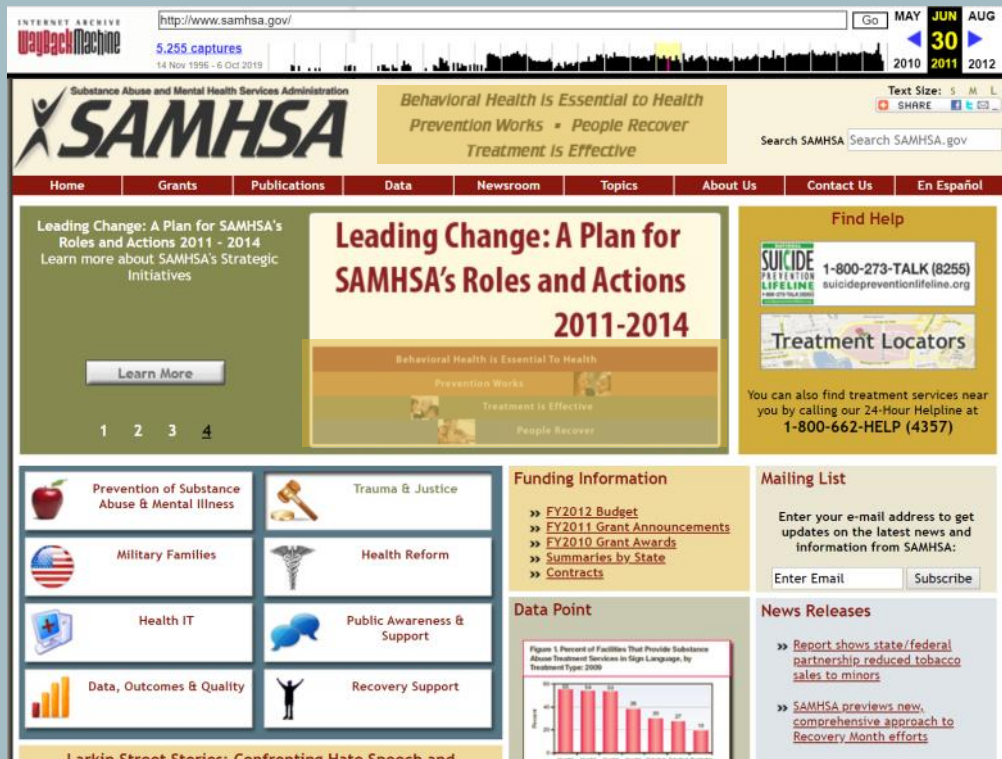 INTERNET ARCHIVE
WayBackMachine
http://www.samhsa.gov/
Go
5,255 captures
14 Nov 1996 - 6 Oct 2019
MAY JUN AUG
30
2010 2011 2012
Substance Abuse and Mental Health Services Administration
SAMHSA
Behavioral Health is Essential to Health
Prevention Works • People Recover
Treatment is Effective
Text Size: S M L
SHARE
Search SAMHSA Search SAMHSA.gov
Home Grants Publications Data Newsroom Topics About Us Contact Us En Español
Leading Change: A Plan for SAMHSA's
Roles and Actions 2011 - 2014
Learn more about SAMHSA's Strategic
Initiatives
Learn More
1 2 3 4
Leading Change: A Plan for
SAMHSA's Roles and Actions
2011-2014
Behavioral Health is Essential To Health
Prevention Works
Treatment is Effective
People Recover
Find Help
SUICIDE
PREVENTION
LIFELINE
1-800-273-TALK (8255)
suicidepreventionlifeline.org
Treatment Locators
You can also find treatment services near
you by calling our 24-Hour Helpline at
1-800-662-HELP (4357)
Prevention of Substance
Abuse & Mental Illness
Trauma & Justice
Military Families
Health Reform
Health IT
Public Awareness &
Support
Data, Outcomes & Quality
Recovery Support
Funding Information
» FY2012 Budget
» FY2011 Grant Announcements
» FY2010 Grant Awards
» Summaries by State
» Contracts
Mailing List
Enter your e-mail address to get
updates on the latest news and
information from SAMHSA:
Enter Email Subscribe
Data Point
Figure 1. Percent of Facilities That Provide Substance
Abuse Treatment Services in Sign Language, by
Treatment Type: 2009
Percent
News Releases
» Report shows state/federal
partnership reduced tobacco
sales to minors
» SAMHSA previews new,
comprehensive approach to
Recovery Month efforts
Larkin Street Stories: Confronting Hate Speech and